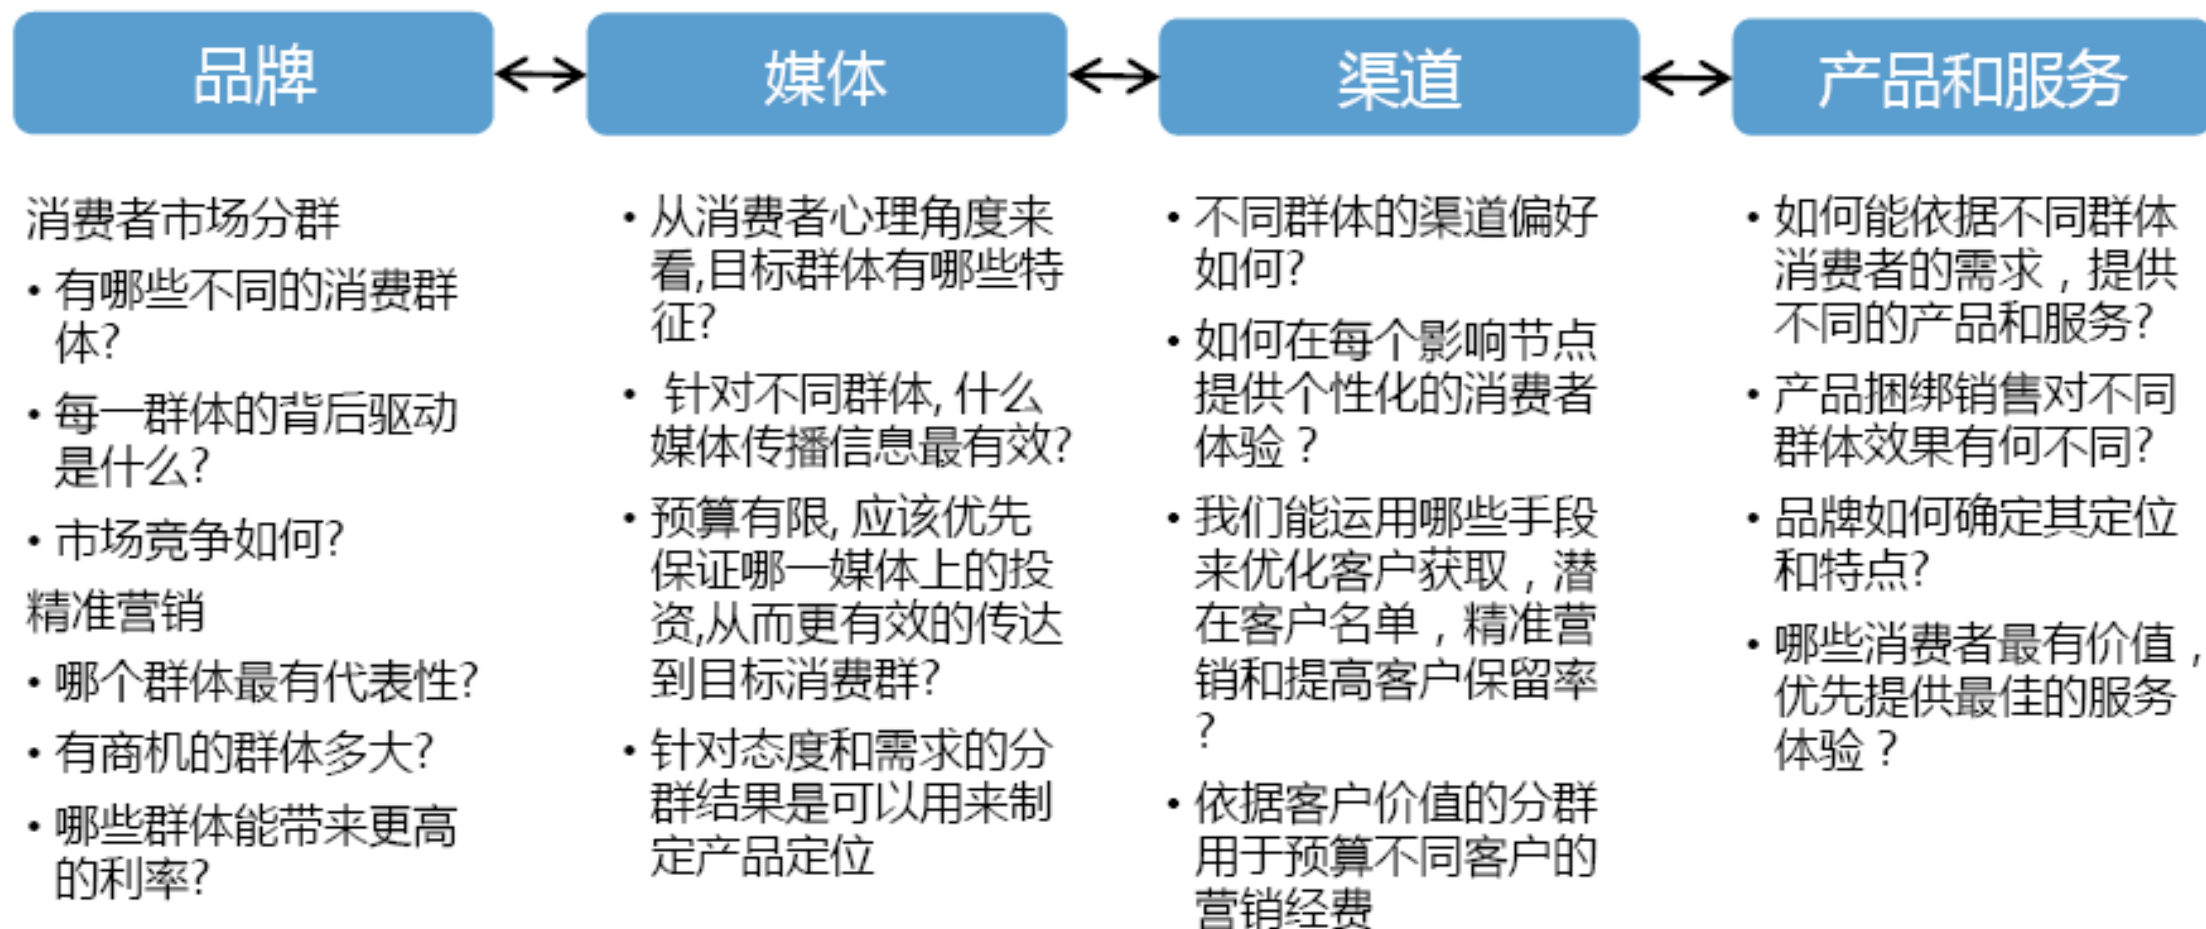 品牌
媒体
渠道
产品和服务
消费者市场分群
• 有哪些不同的消费群
体?
• 每一群体的背后驱动
是什么?
• 市场竞争如何?
精准营销
• 哪个群体最有代表性?
• 有商机的群体多大?
• 哪些群体能带来更高
的利率?
• 从消费者心理角度来
看,目标群体有哪些特
征?
• 针对不同群体, 什么
媒体传播信息最有效?
• 预算有限, 应该优先
保证哪一媒体上的投
资,从而更有效的传达
到目标消费群?
• 针对态度和需求的分
群结果是可以用来制
定产品定位
• 不同群体的渠道偏好
如何?
• 如何在每个影响节点
提供个性化的消费者
体验？
• 我们能运用哪些手段
来优化客户获取，潜
在客户名单，精准营
销和提高客户保留率
?
• 依据客户价值的分群
用于预算不同客户的
营销经费
• 如何能依据不同群体
消费者的需求，提供
不同的产品和服务?
• 产品捆绑销售对不同
群体效果有何不同?
• 品牌如何确定其定位
和特点?
• 哪些消费者最有价值，
优先提供最佳的服务
体验？